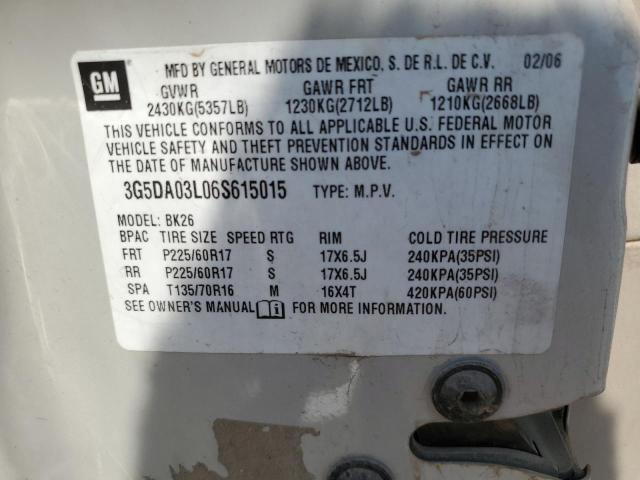 GM
MFD BY GENERAL MOTORS DE MEXICO, S. DE R.L. DE C.V. 02/06
GVWR GAWR FRT GAWR RR
2430KG(5357LB) 1230KG(2712LB) 1210KG(2668LB)
THIS VEHICLE CONFORMS TO ALL APPLICABLE U.S. FEDERAL MOTOR
VEHICLE SAFETY AND THEFT PREVENTION STANDARDS IN EFFECT ON
THE DATE OF MANUFACTURE SHOWN ABOVE.
3G5DA03L06S615015 TYPE: M.P.V.
MODEL: BK26
BPAC TIRE SIZE SPEED RTG RIM COLD TIRE PRESSURE
FRT P225/60R17 S 17X6.5J 240KPA(35PSI)
RR P225/60R17 S 17X6.5J 240KPA(35PSI)
SPA T135/70R16 M 16X4T 420KPA(60PSI)
SEE OWNER'S MANUAL FOR MORE INFORMATION.